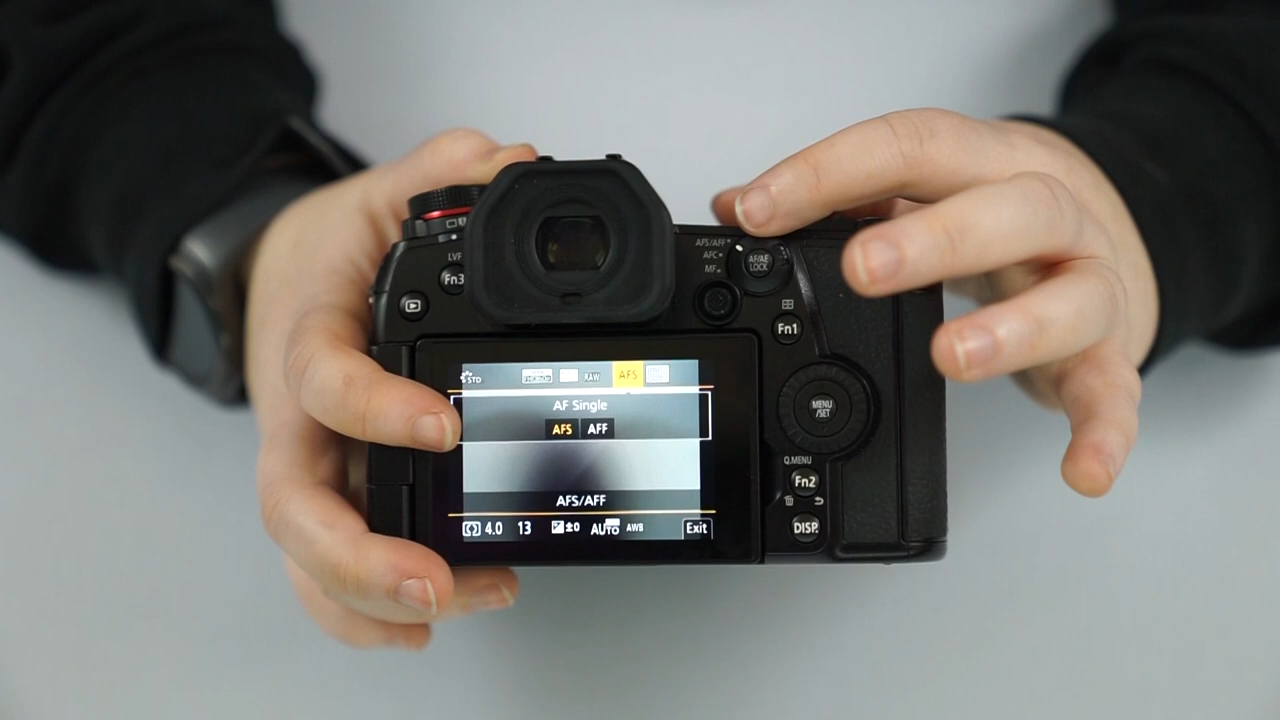 AFS/AFF
AFC
MF
AF/AE
LOCK
LVF
Fn3
Fn1
STD
RAW
AFS
AF Single
AFS AFF
AFS/AFF
4.0 13 ±0 AUTO AWB Exit
MENU
/SET
Q.MENU
Fn2
DISP.